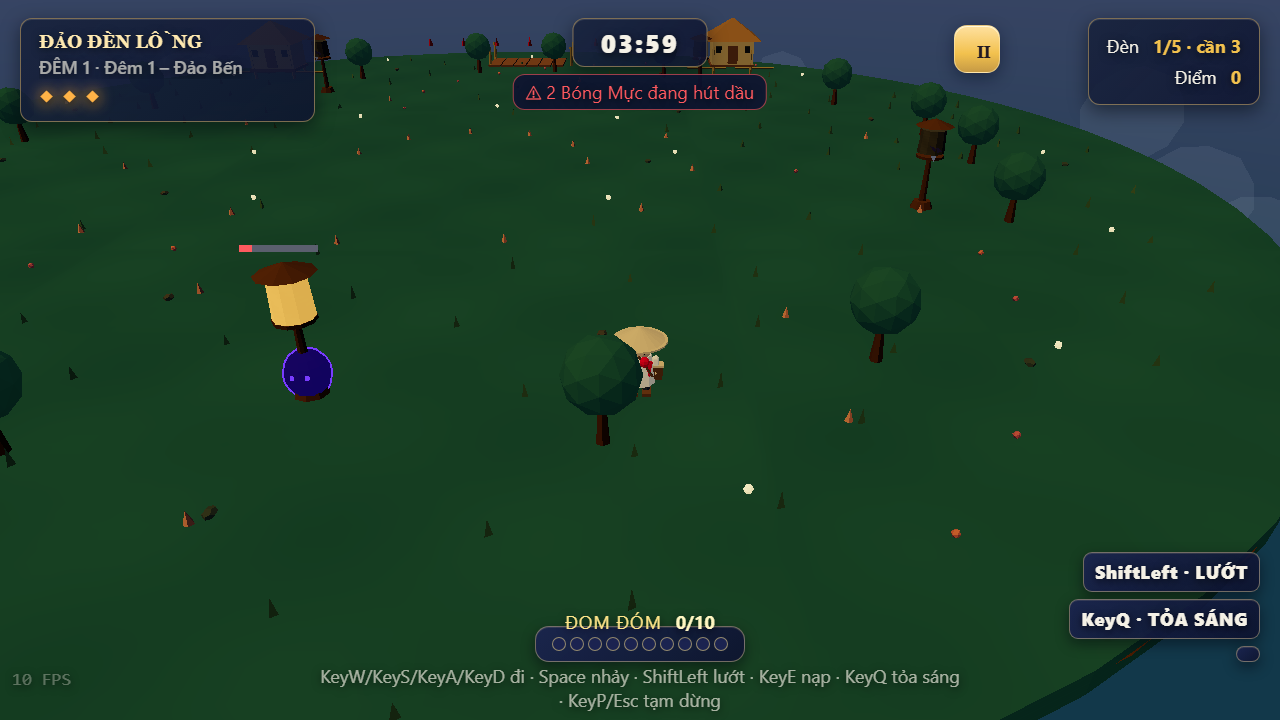 ĐẢO ĐÈN LỒNG
ĐÊM 1 · Đêm 1 – Đảo Bến
03:59
⚠ 2 Bóng Mực đang hút dầu
II
Đèn 1/5 · cần 3
Điểm 0
ShiftLeft · LƯỚT
KeyQ · TỎA SÁNG
ĐOM ĐÓM 0/10
KeyW/KeyS/KeyA/KeyD đi · Space nhảy · ShiftLeft lướt · KeyE nạp · KeyQ tỏa sáng
· KeyP/Esc tạm dừng
10 FPS